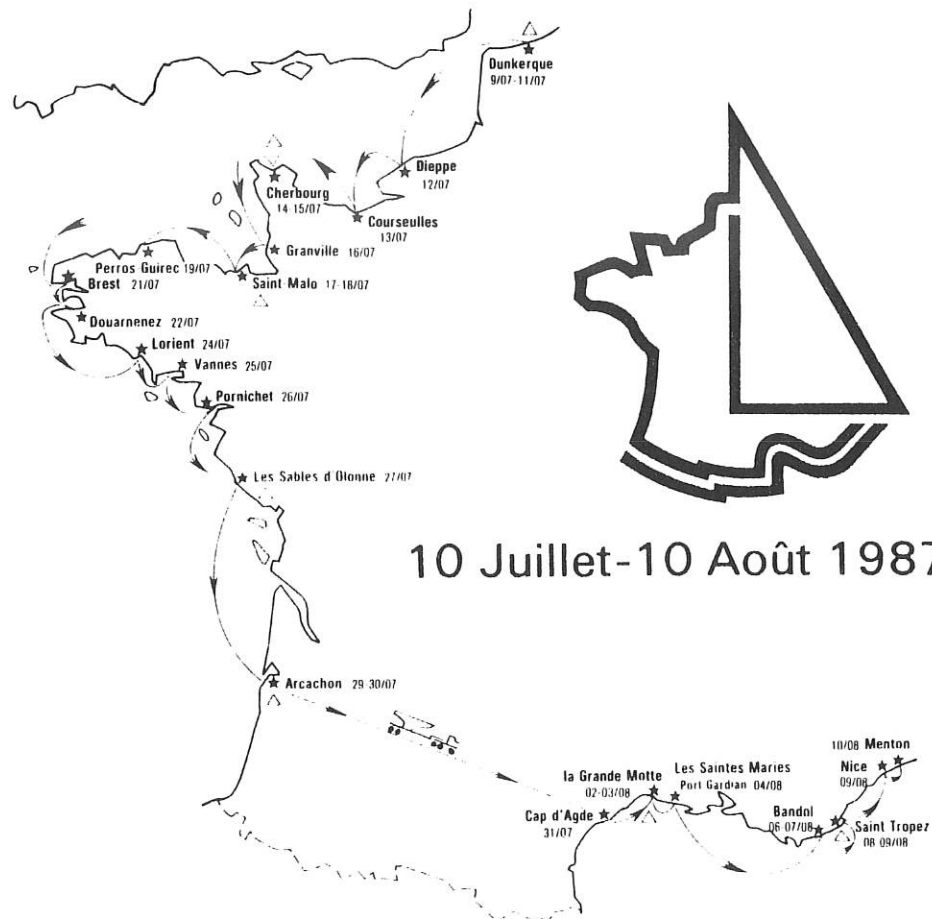 Dunkerque
9/07-11/07
Dieppe
12/07
Cherbourg
14-15/07
Courseulles
13/07
Granville 16/07
Perros Guirec 19/07
Saint-Malo 17-18/07
Brest 21/07
Douarnenez 22/07
Lorient 24/07
Vannes 25/07
Pornichet 26/07
Les Sables d'Olonne 27/07
10 Juillet-10 Août 1987
Arcachon 29-30/07
10/08 Menton
Nice
09/08
la Grande Motte
02-03/08
Les Saintes Maries
Port Gardian 04/08
Cap d'Agde
31/07
Bandol
06-07/08
Saint Tropez
08-09/08